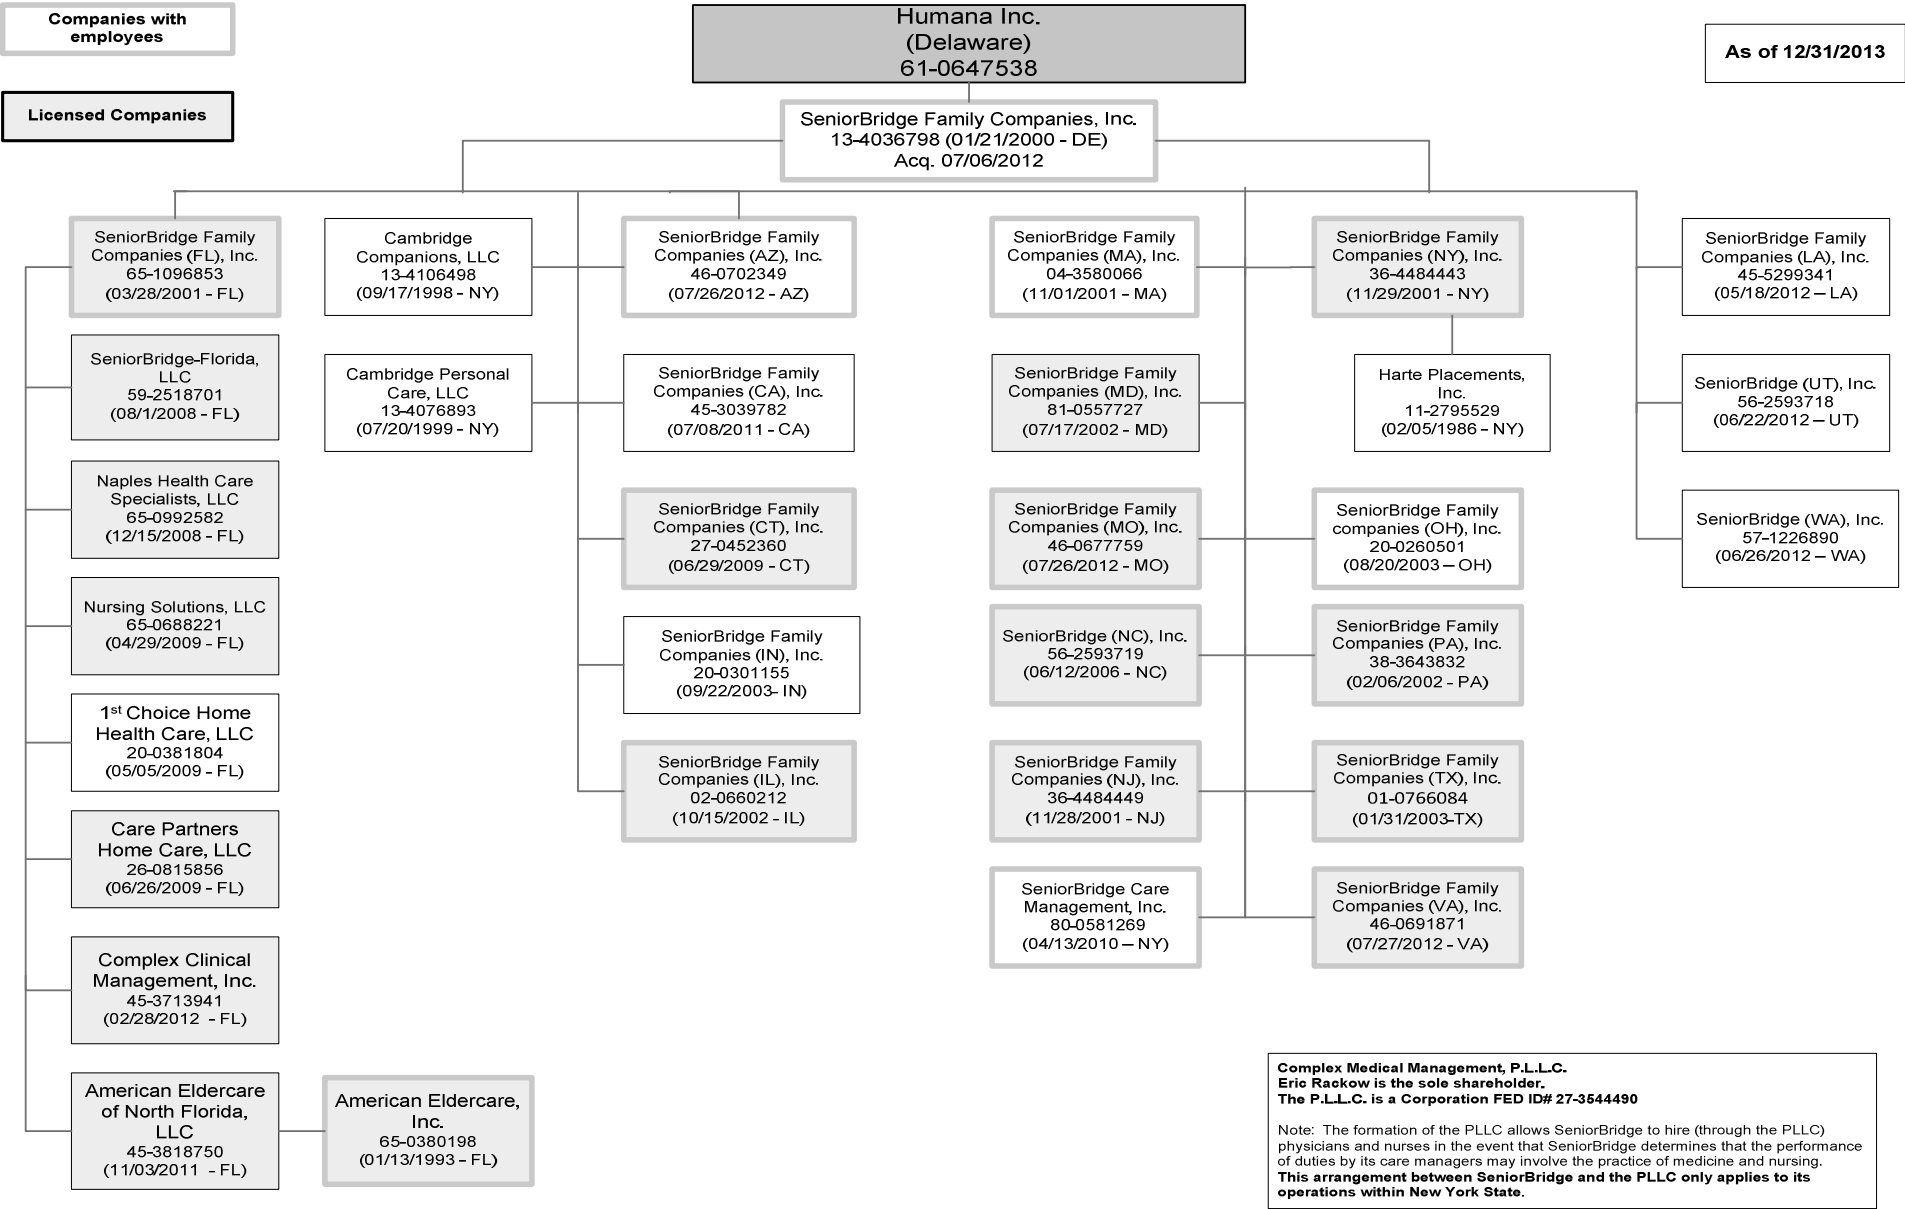 Companies with
employees
Licensed Companies
Humana Inc.
(Delaware)
61-0647538
As of 12/31/2013
SeniorBridge Family Companies, Inc.
13-4036798 (01/21/2000 - DE)
Acq. 07/06/2012
SeniorBridge Family
Companies (FL), Inc.
65-1096853
(03/28/2001 - FL)
SeniorBridge-Florida,
LLC
59-2518701
(08/1/2008 - FL)
Naples Health Care
Specialists, LLC
65-0992582
(12/15/2008 - FL)
Nursing Solutions, LLC
65-0688221
(04/29/2009 - FL)
1st Choice Home
Health Care, LLC
20-0381804
(05/05/2009 - FL)
Care Partners
Home Care, LLC
26-0815856
(06/26/2009 - FL)
Complex Clinical
Management, Inc.
45-3713941
(02/28/2012  - FL)
American Eldercare
of North Florida,
LLC
45-3818750
(11/03/2011  - FL)
American Eldercare,
Inc.
65-0380198
(01/13/1993 – FL)
Cambridge
Companions, LLC
13-4106498
(09/17/1998 - NY)
Cambridge Personal
Care, LLC
13-4076893
(07/20/1999 - NY)
SeniorBridge Family
Companies (AZ), Inc.
46-0702349
(07/26/2012 - AZ)
SeniorBridge Family
Companies (CA), Inc.
45-3039782
(07/08/2011 - CA)
SeniorBridge Family
Companies (CT), Inc.
27-0452360
(06/29/2009 - CT)
SeniorBridge Family
Companies (IN), Inc.
20-0301155
(09/22/2003- IN)
SeniorBridge Family
Companies (IL), Inc.
02-0660212
(10/15/2002 - IL)
SeniorBridge Family
Companies (MA), Inc.
04-3580066
(11/01/2001 - MA)
SeniorBridge Family
Companies (MD), Inc.
81-0557727
(07/17/2002 - MD)
SeniorBridge Family
Companies (MO), Inc.
46-0677759
(07/26/2012 - MO)
SeniorBridge (NC), Inc.
56-2593719
(06/12/2006 - NC)
SeniorBridge Family
Companies (NJ), Inc.
36-4484449
(11/28/2001 - NJ)
SeniorBridge Care
Management, Inc.
80-0581269
(04/13/2010 – NY)
SeniorBridge Family
Companies (NY), Inc.
36-4484443
(11/29/2001 - NY)
Harte Placements,
Inc.
11-2795529
(02/05/1986 - NY)
SeniorBridge Family
companies (OH), Inc.
20-0260501
(08/20/2003 – OH)
SeniorBridge Family
Companies (PA), Inc.
38-3643832
(02/06/2002 - PA)
SeniorBridge Family
Companies (TX), Inc.
01-0766084
(01/31/2003-TX)
SeniorBridge Family
Companies (VA), Inc.
46-0691871
(07/27/2012 - VA)
SeniorBridge Family
Companies (LA), Inc.
45-5299341
(05/18/2012 – LA)
SeniorBridge (UT), Inc.
56-2593718
(06/22/2012 – UT)
SeniorBridge (WA), Inc.
57-1226890
(06/26/2012 – WA)
Complex Medical Management, P.L.L.C.
Eric Rackow is the sole shareholder.
The P.L.L.C. is a Corporation FED ID# 27-3544490
Note:  The formation of the PLLC allows SeniorBridge to hire (through the PLLC)
physicians and nurses in the event that SeniorBridge determines that the performance
of duties by its care managers may involve the practice of medicine and nursing.
This arrangement between SeniorBridge and the PLLC only applies to its
operations within New York State.